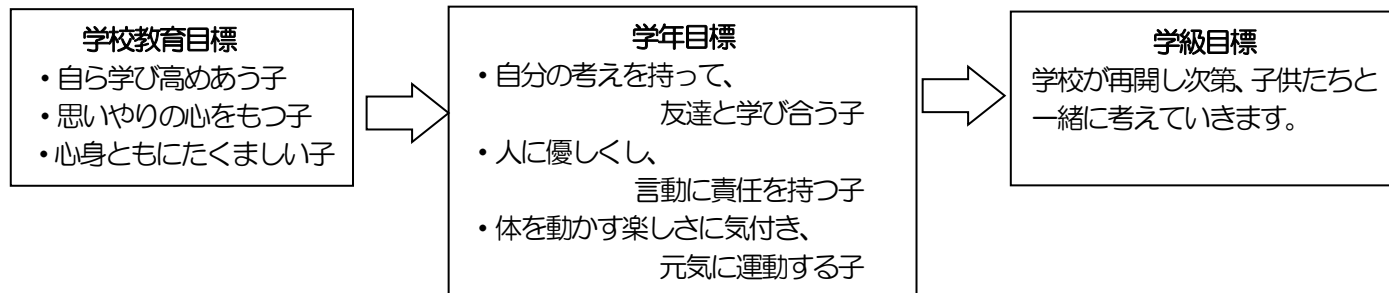 学校教育目標
・自ら学び高めあう子
・思いやりの心をもつ子
・心身ともにたくましい子
学年目標
・自分の考えを持って、
友達と学び合う子
・人に優しくし、
言動に責任を持つ子
・体を動かす楽しさに気付き、
元気に運動する子
学級目標
学校が再開し次第、子供たちと
一緒に考えていきます。